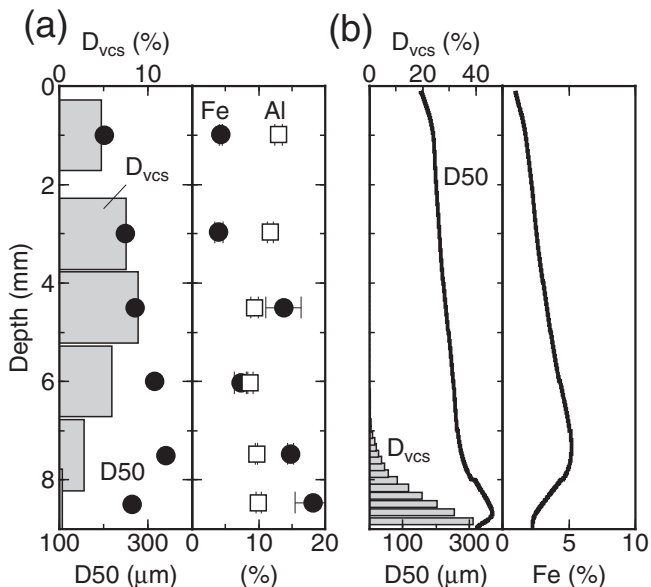 (a)
(b)
D_vcs (%)
D_vcs (%)
0 8
0 20 40
0
2
4
6
8
Depth (mm)
Fe Al
D_vcs
D50
D50
D_vcs
100 300
0 10 20
100 300
0 5 10
D50 (μm)
(%)
D50 (μm)
Fe (%)